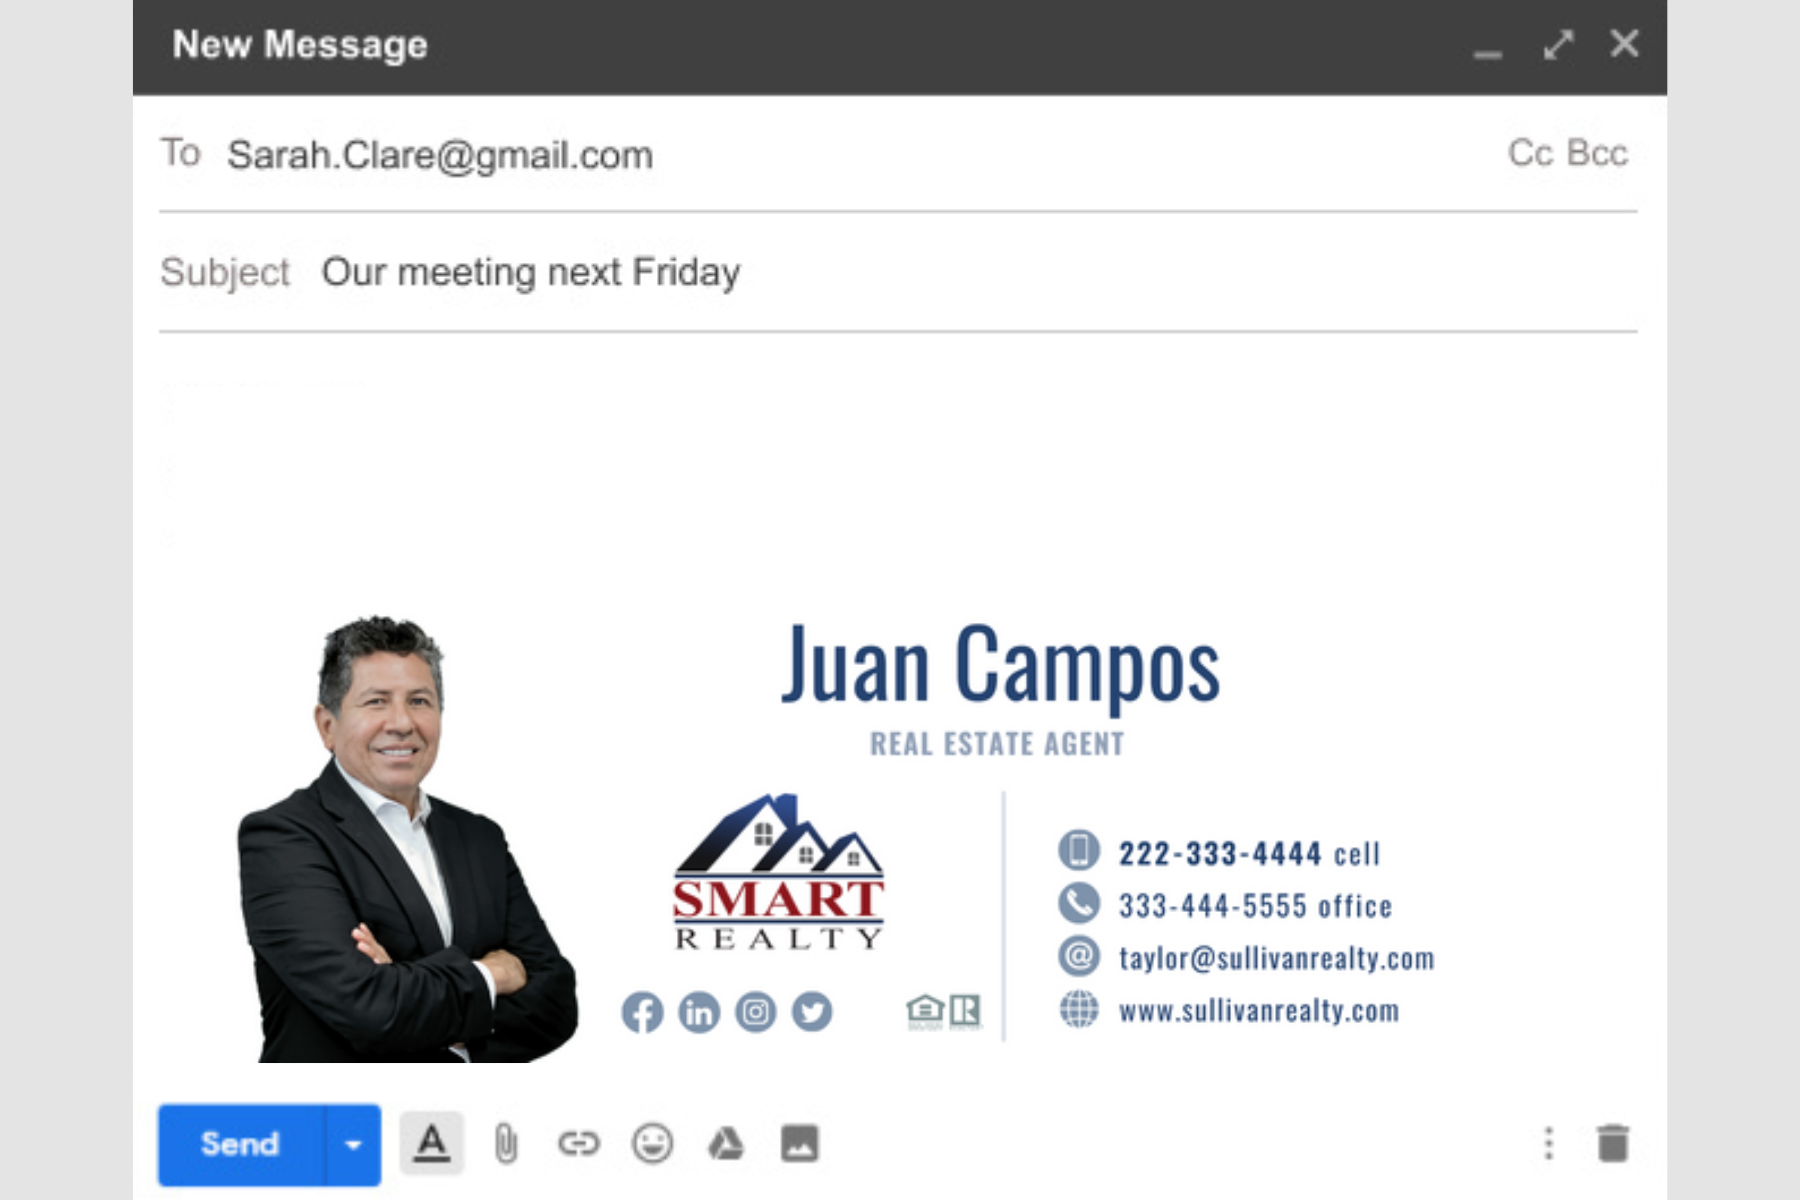 New Message
To Sarah.Clare@gmail.com Cc Bcc
Subject Our meeting next Friday
Juan Campos
REAL ESTATE AGENT
SMART
REALTY
222-333-4444 cell
333-444-5555 office
taylor@sullivanrealty.com
www.sullivanrealty.com
Send